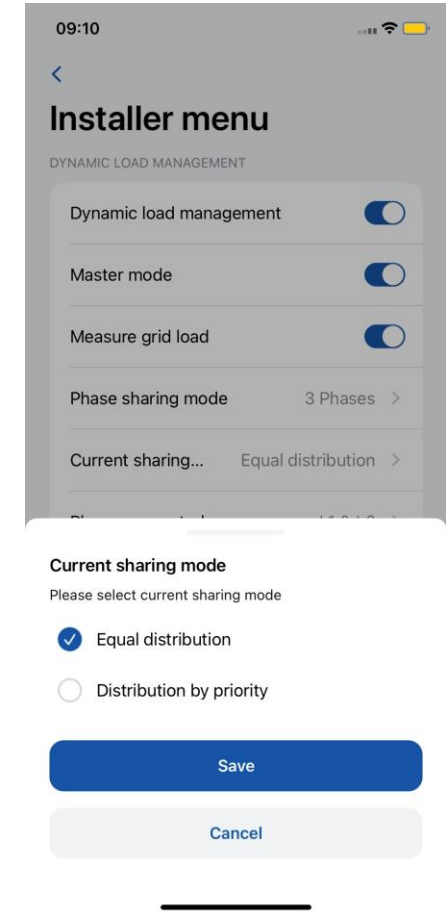 09:10
Installer menu
DYNAMIC LOAD MANAGEMENT
Dynamic load management
Master mode
Measure grid load
Phase sharing mode 3 Phases
Current sharing... Equal distribution
Current sharing mode
Please select current sharing mode
Equal distribution
Distribution by priority
Save
Cancel